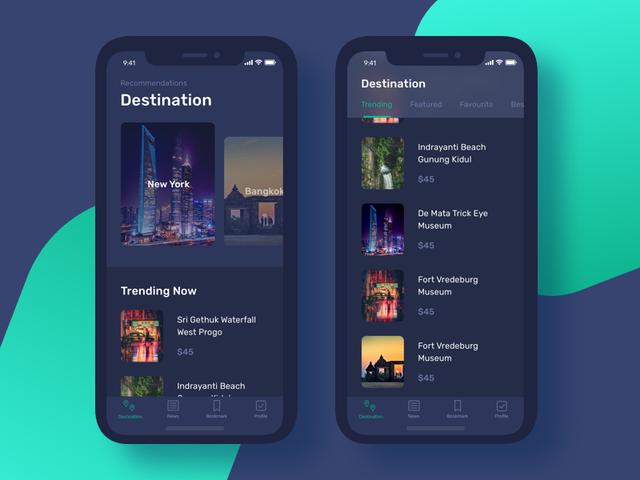 9:41
Recommendations
Destination
New York
Bangkok
Trending Now
Sri Gethuk Waterfall
West Progo
$45
Indrayanti Beach
Destination
News
Bookmark
Profile
9:41
Destination
Trending Featured Favourite Bes
Indrayanti Beach
Gunung Kidul
$45
De Mata Trick Eye
Museum
$45
Fort Vredeburg
Museum
$45
Fort Vredeburg
Museum
$45
Destination
News
Bookmark
Profile